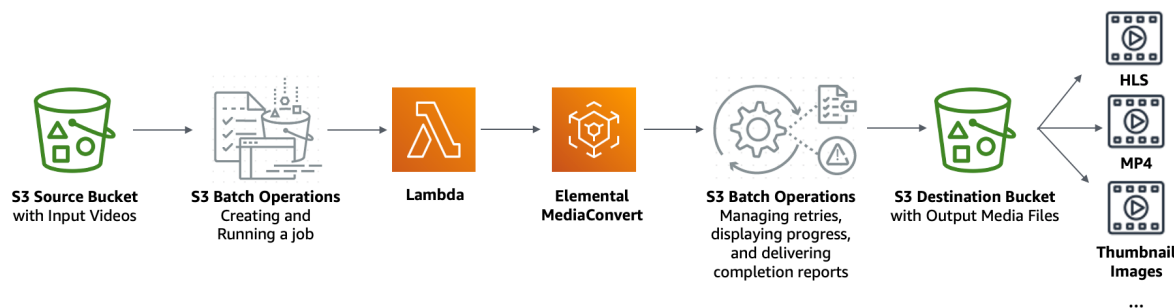 S3 Source Bucket
with Input Videos
S3 Batch Operations
Creating and
Running a job
Lambda
Elemental
MediaConvert
S3 Batch Operations
Managing retries,
displaying progress,
and delivering
completion reports
S3 Destination Bucket
with Output Media Files
HLS
MP4
Thumbnail
Images
...